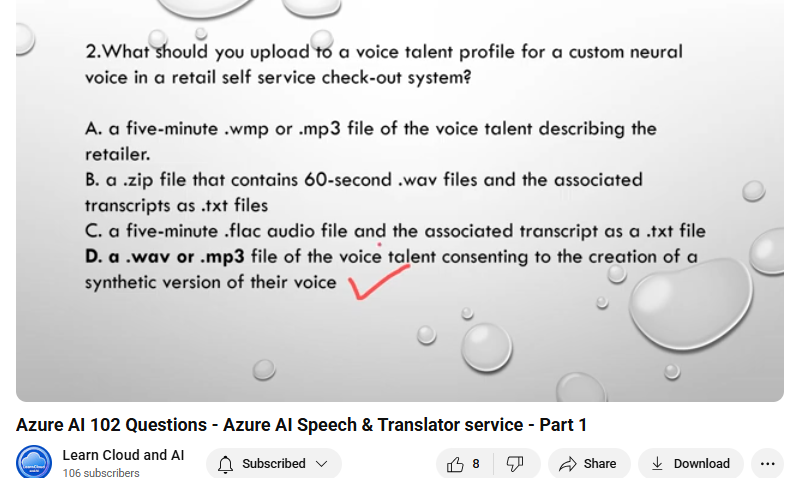 2.What should you upload to a voice talent profile for a custom neural
voice in a retail self service check-out system?
A. a five-minute .wmp or .mp3 file of the voice talent describing the
retailer.
B. a .zip file that contains 60-second .wav files and the associated
transcripts as .txt files
C. a five-minute .flac audio file and the associated transcript as a .txt file
D. a .wav or .mp3 file of the voice talent consenting to the creation of a
synthetic version of their voice
Azure AI 102 Questions - Azure AI Speech & Translator service - Part 1
Learn Cloud and AI
106 subscribers
Subscribed
8
Share
Download